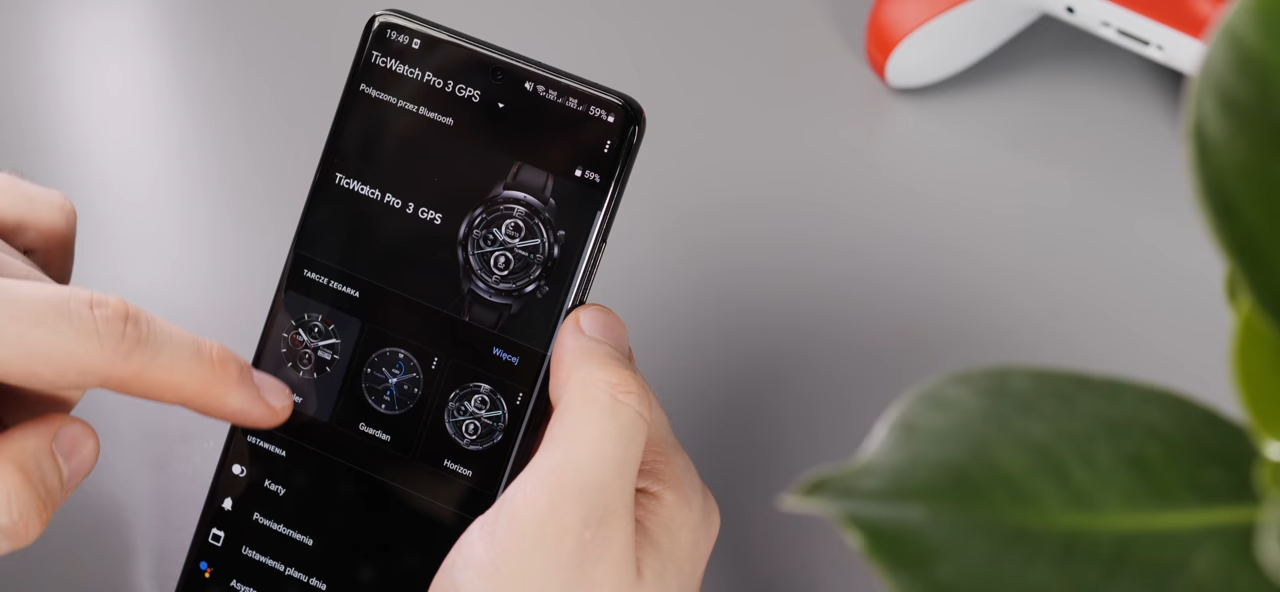 19:49
59%
TicWatch Pro 3 GPS
Połączono przez Bluetooth
59%
TicWatch Pro 3 GPS
TARCZE ZEGARKA
Więcej
Guardian
Horizon
USTAWIENIA
Karty
Powiadomienia
Ustawienia planu dnia